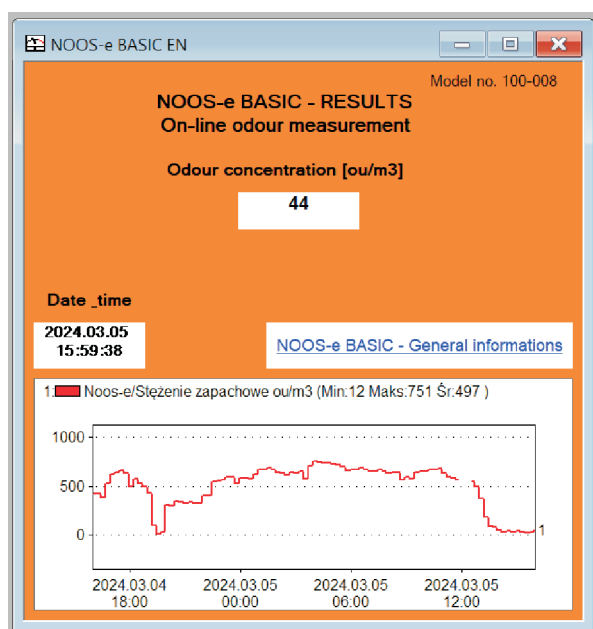 NOOS-e BASIC EN
Model no. 100-008
NOOS-e BASIC - RESULTS
On-line odour measurement
Odour concentration [ou/m3]
44
Date _time
2024.03.05
15:59:38
NOOS-e BASIC - General informations
1: Noos-e/Stężenie zapachowe ou/m3 (Min:12 Maks:751 Śr:497 )
1000
500
0
1
2024.03.04 2024.03.05 2024.03.05 2024.03.05
18:00 00:00 06:00 12:00